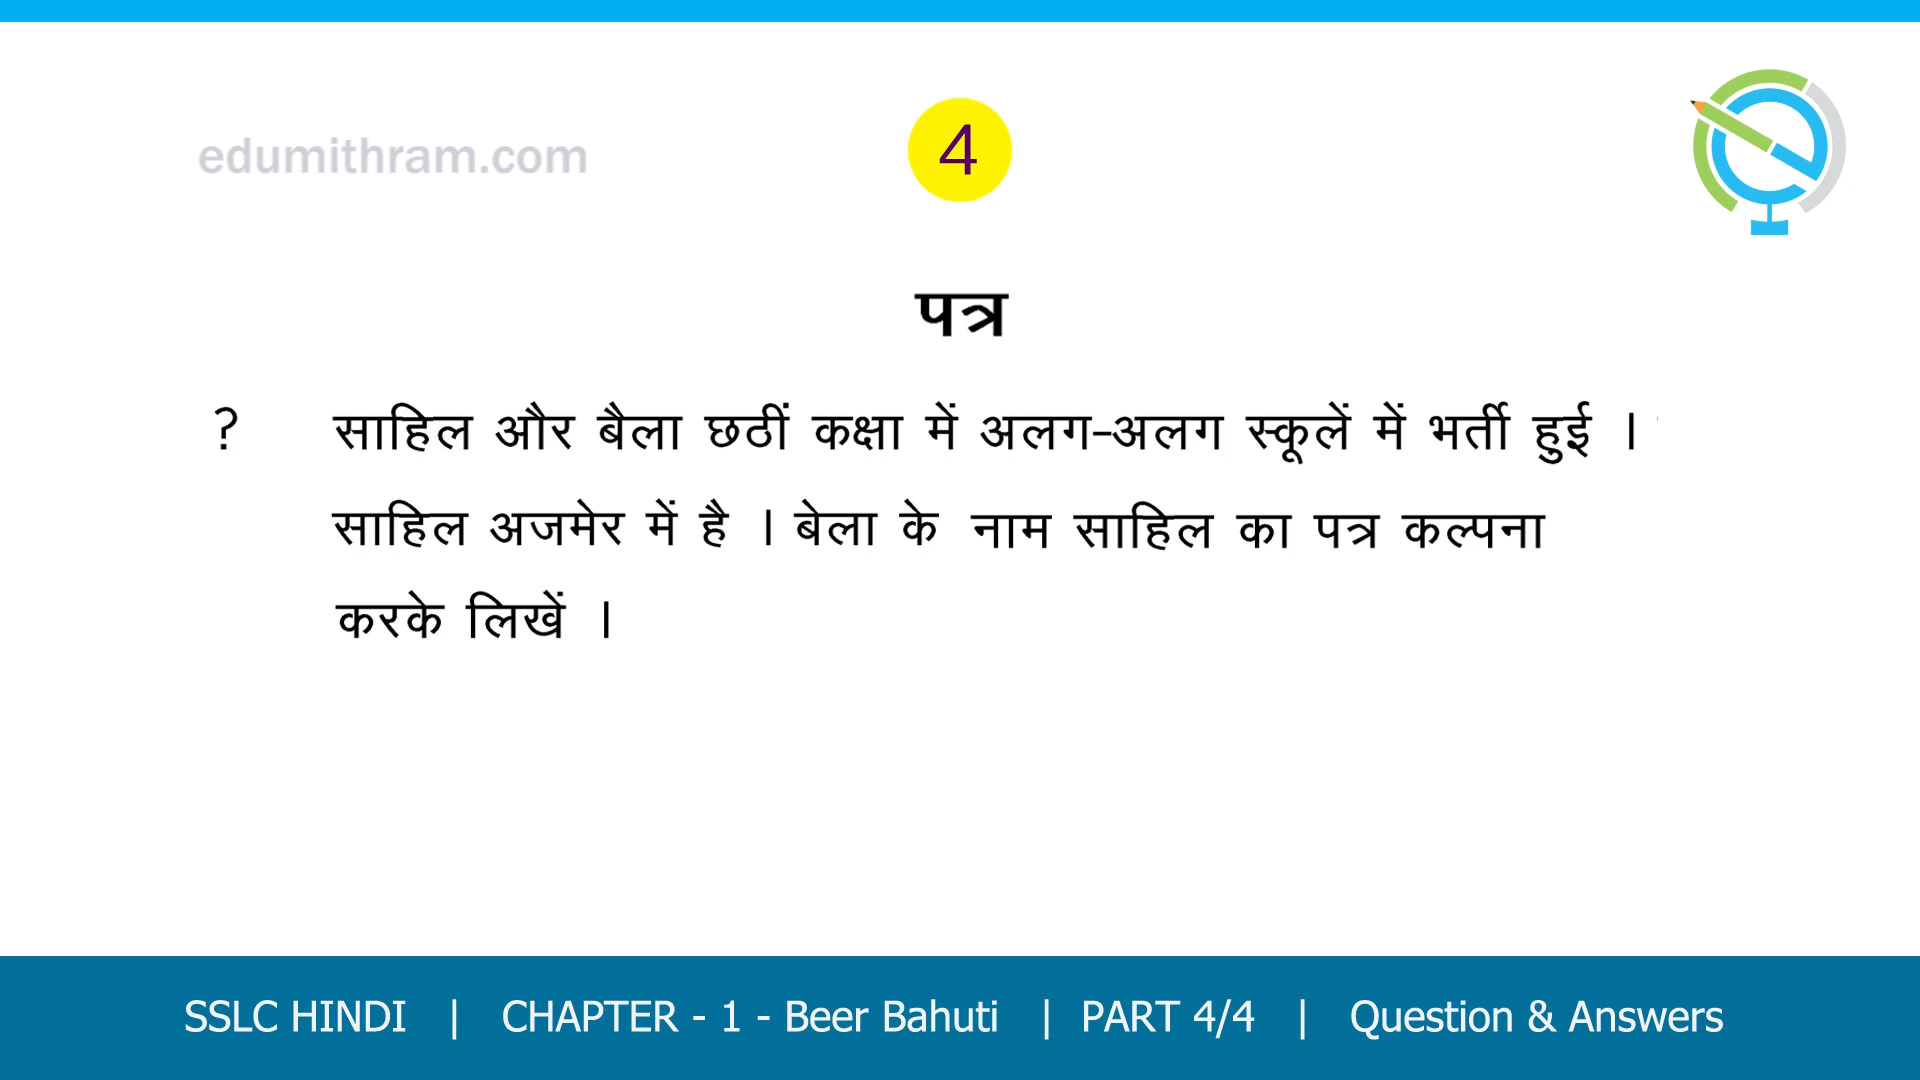 edumithram.com
4
पत्र
? साहिल और बैला छठीं कक्षा में अलग-अलग स्कूलें में भर्ती हुई ।
साहिल अजमेर में है । बेला के नाम साहिल का पत्र कल्पना
करके लिखें ।
SSLC HINDI | CHAPTER - 1 - Beer Bahuti | PART 4/4 | Question & Answers